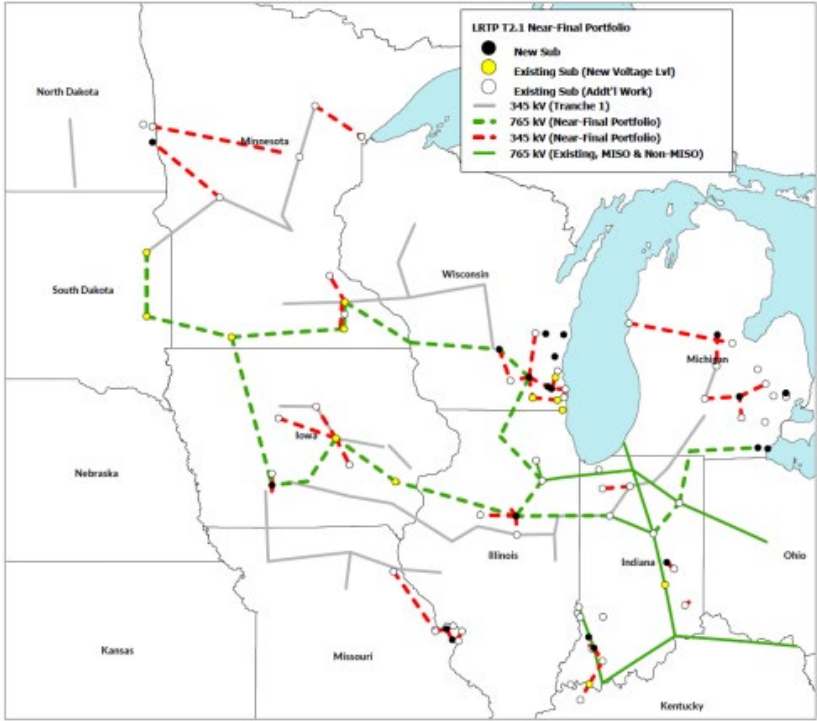 LRTP T2.1 Near-Final Portfolio
New Sub
Existing Sub (New Voltage Lvl)
Existing Sub (Addt'l Work)
345 kV (Tranche 1)
765 kV (Near-Final Portfolio)
345 kV (Near-Final Portfolio)
765 kV (Existing, MISO & Non-MISO)
North Dakota
Minnesota
South Dakota
Wisconsin
Michigan
Iowa
Nebraska
Illinois
Indiana
Ohio
Kansas
Missouri
Kentucky